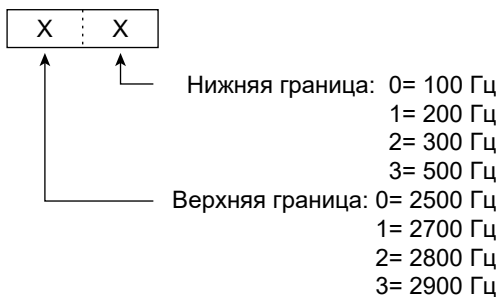 X X
Нижняя граница: 0= 100 Гц
1= 200 Гц
2= 300 Гц
3= 500 Гц
Верхняя граница: 0= 2500 Гц
1= 2700 Гц
2= 2800 Гц
3= 2900 Гц